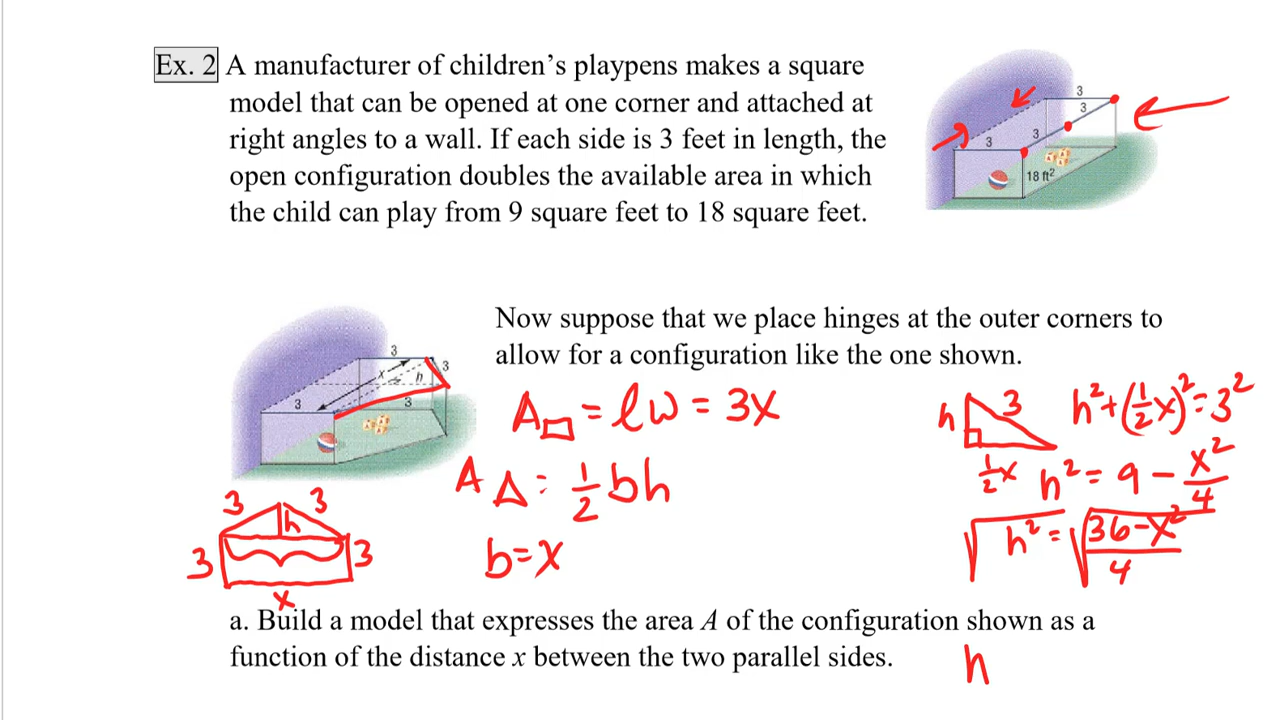 Ex. 2 A manufacturer of children's playpens makes a square
model that can be opened at one corner and attached at
right angles to a wall. If each side is 3 feet in length, the
open configuration doubles the available area in which
the child can play from 9 square feet to 18 square feet.
3
3
3
3
18 ft²
Now suppose that we place hinges at the outer corners to
allow for a configuration like the one shown.
3
3
x
h
3
3
A▭ = lw = 3x
A△ = ½bh
b=x
3
3
h
3
3
x
h
3
½x
h²+(½x)²=3²
h² = 9 - x²/4
√h² = √(36-x²)/4
a. Build a model that expresses the area A of the configuration shown as a
function of the distance x between the two parallel sides.
h